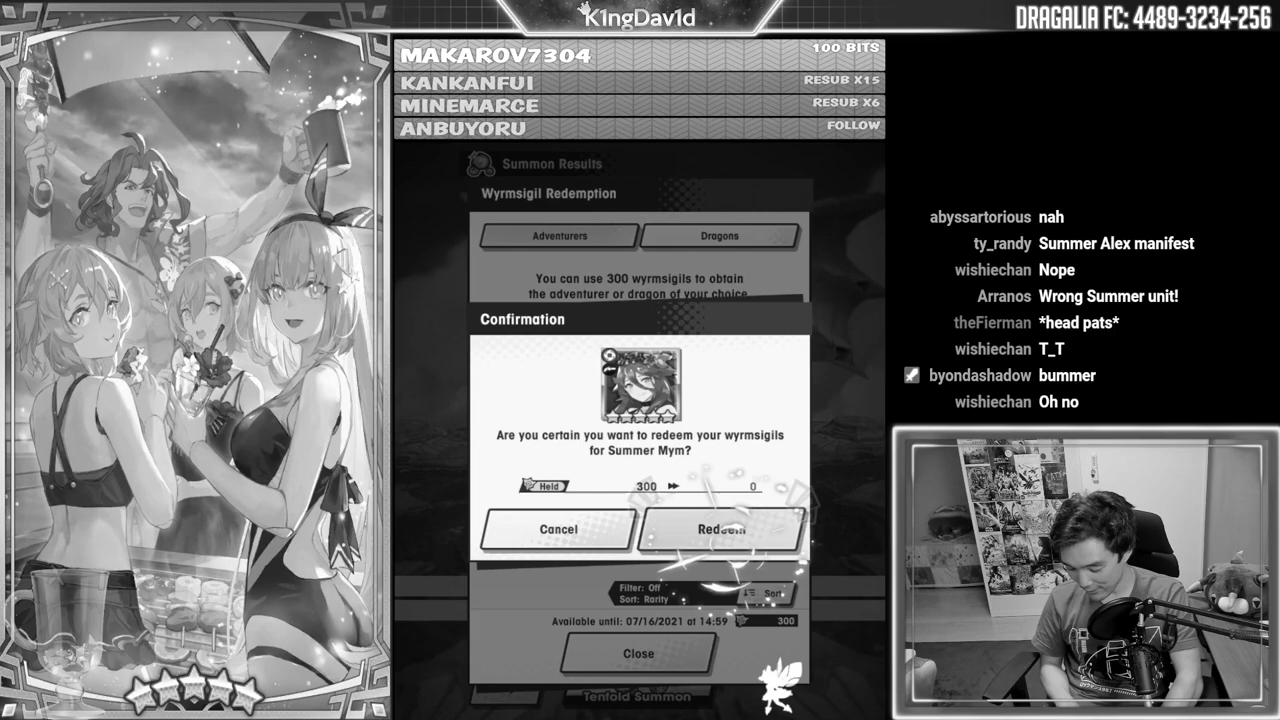 K1ngDav1d
DRAGALIA FC: 4489-3234-256
MAKAROV7304 100 BITS
KANKANFUI RESUB X15
MINEMARCE RESUB X6
ANBUYORU FOLLOW
Summon Results
Wyrmsigil Redemption
Adventurers Dragons
You can use 300 wyrmsigils to obtain
the adventurer or dragon of your choice
Confirmation
Are you certain you want to redeem your wyrmsigils
for Summer Mym?
Held 300 0
Cancel Redeem
Filter: Off
Sort: Rarity
Sort
Available until: 07/16/2021 at 14:59 300
Close
Tenfold Summon
abyssartorious nah
ty_randy Summer Alex manifest
wishiechan Nope
Arranos Wrong Summer unit!
theFierman *head pats*
wishiechan T_T
byondashadow bummer
wishiechan Oh no